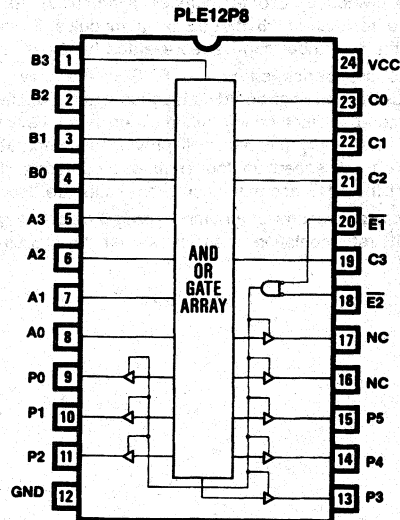 PLE12P8
B3 1
B2 2
B1 3
B0 4
A3 5
A2 6
A1 7
A0 8
P0 9
P1 10
P2 11
GND 12
AND
OR
GATE
ARRAY
24 VCC
23 C0
22 C1
21 C2
20 E1
19 C3
18 E2
17 NC
16 NC
15 P5
14 P4
13 P3